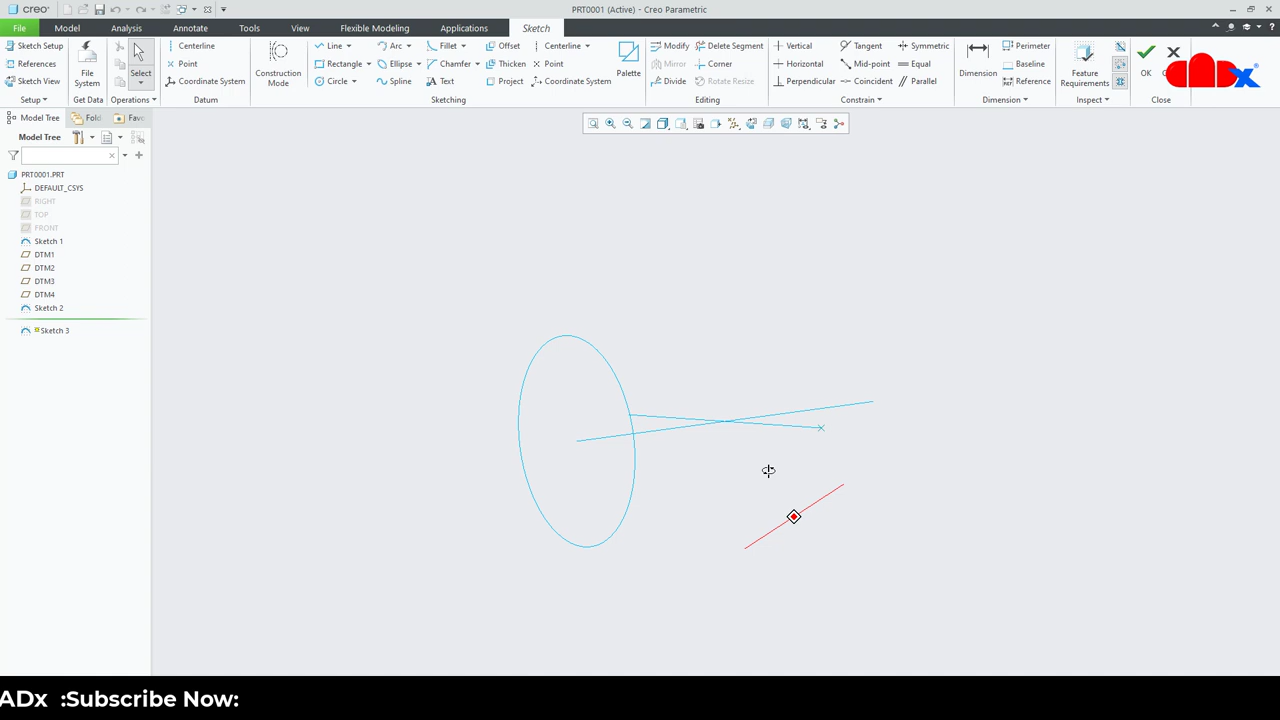 creo
PRT0001 (Active) - Creo Parametric
File Model Analysis Annotate Tools View Flexible Modeling Applications Sketch
Sketch Setup
References
Sketch View
Setup
File System
Get Data
Select
Operations
Centerline
Point
Coordinate System
Datum
Construction Mode
Line Arc Fillet Offset Centerline
Rectangle Ellipse Chamfer Thicken Point
Circle Spline Text Project Coordinate System
Palette
Sketching
Modify Delete Segment
Mirror Corner
Divide Rotate Resize
Editing
Vertical Tangent Symmetric
Horizontal Mid-point Equal
Perpendicular Coincident Parallel
Constrain
Dimension
Perimeter
Baseline
Reference
Dimension
Feature Requirements
Inspect
OK
Close
ADx
Model Tree Fold Favo
Model Tree
PRT0001.PRT
DEFAULT_CSYS
RIGHT
TOP
FRONT
Sketch 1
DTM1
DTM2
DTM3
DTM4
Sketch 2
Sketch 3
ADx :Subscribe Now: